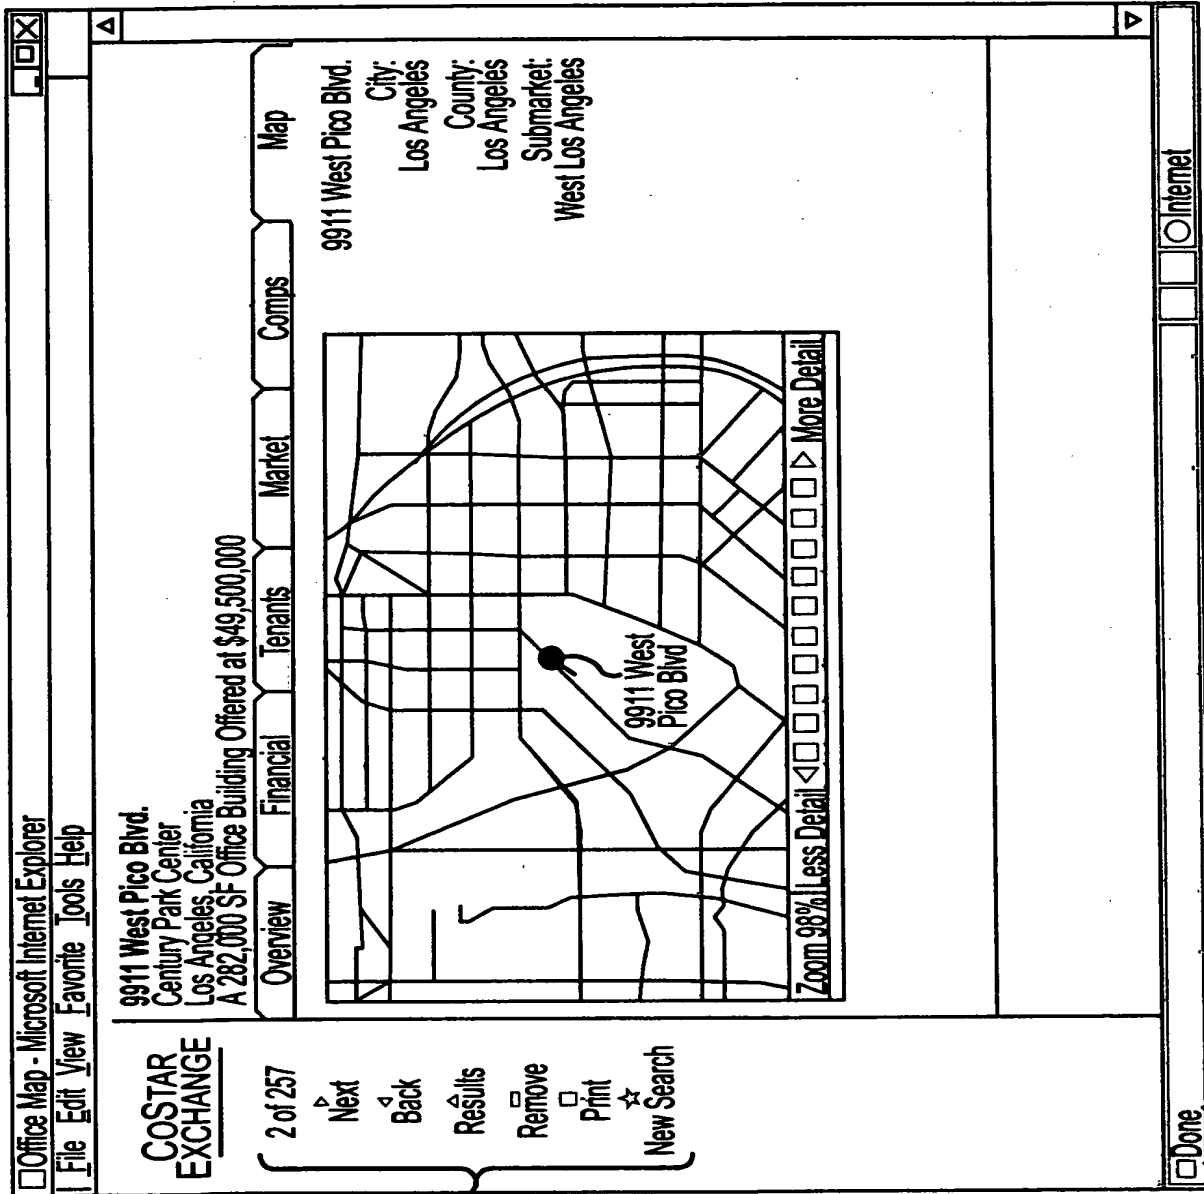 Office Map - Microsoft Internet Explorer
File Edit View Favorite Tools Help
COSTAR
EXCHANGE
2 of 257
Next
Back
Results
Remove
Print
New Search
9911 West Pico Blvd.
Century Park Center
Los Angeles, California
A 282,000 SF Office Building Offered at $49,500,000
Overview Financial Tenants Market Comps Map
9911 West
Pico Blvd
Zoom 98% Less Detail More Detail
9911 West Pico Blvd.
City:
Los Angeles
County:
Los Angeles
Submarket:
West Los Angeles
Done
Internet